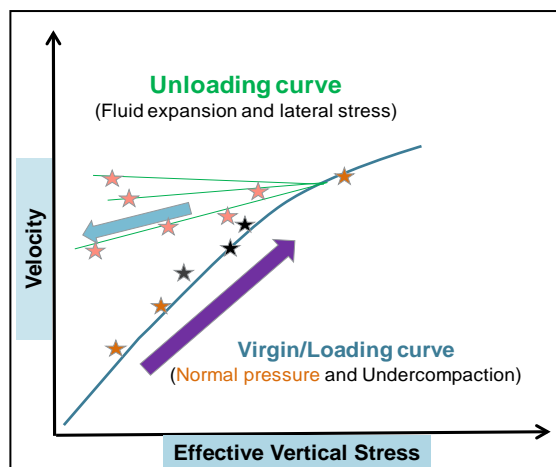 Unloading curve
(Fluid expansion and lateral stress)
Velocity
Virgin/Loading curve
(Normal pressure and Undercompaction)
Effective Vertical Stress